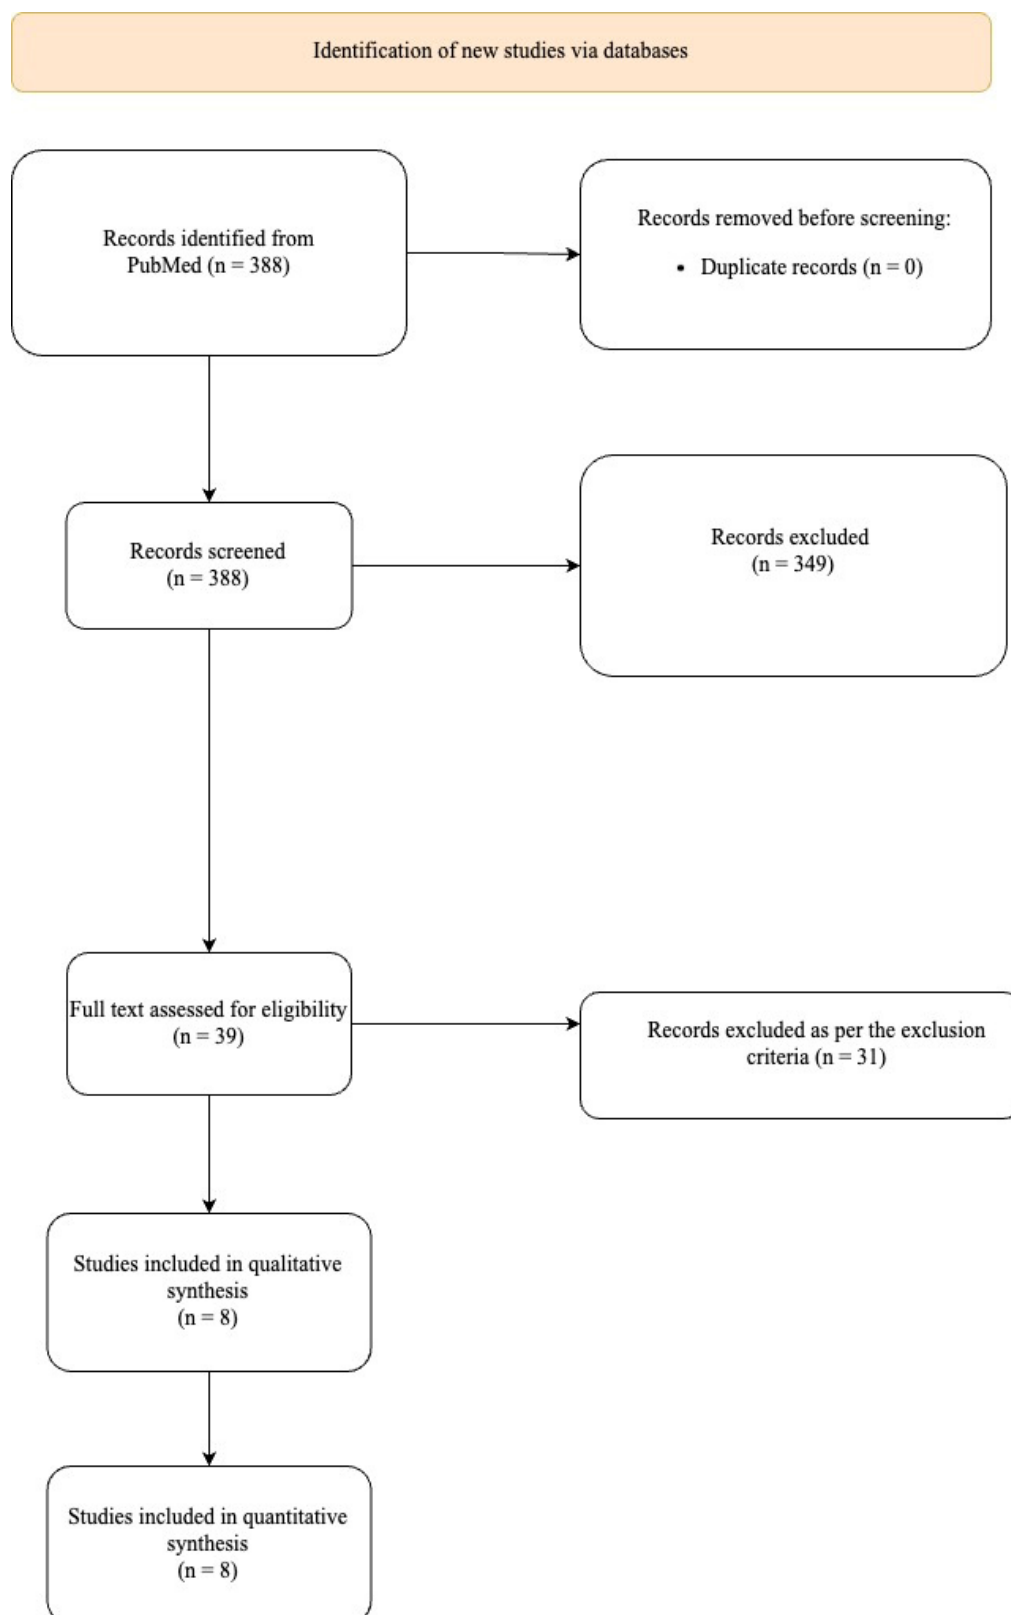 Identification of new studies via databases
Records identified from
PubMed (n = 388)
Records removed before screening:
• Duplicate records (n = 0)
Records screened
(n = 388)
Records excluded
(n = 349)
Full text assessed for eligibility
(n = 39)
Records excluded as per the exclusion
criteria (n = 31)
Studies included in qualitative
synthesis
(n = 8)
Studies included in quantitative
synthesis
(n = 8)